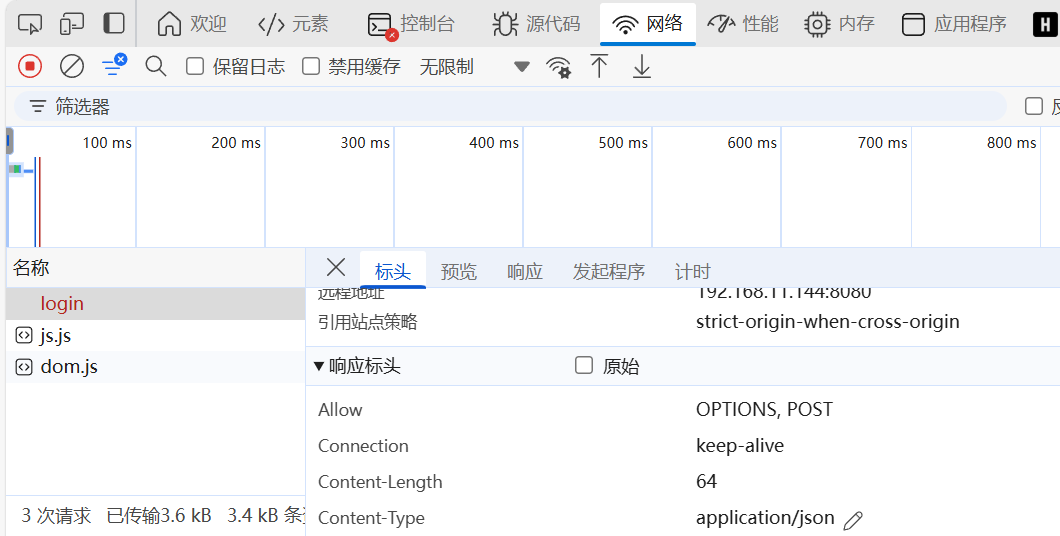 欢迎 元素 控制台 源代码 网络 性能 内存 应用程序 H
保留日志 禁用缓存 无限制
筛选器
100 ms 200 ms 300 ms 400 ms 500 ms 600 ms 700 ms 800 ms
名称 标头 预览 响应 发起程序 计时
login
js.js
dom.js
远程地址 192.168.11.144:8080
引用站点策略 strict-origin-when-cross-origin
响应标头 原始
Allow OPTIONS, POST
Connection keep-alive
Content-Length 64
Content-Type application/json
3 次请求 已传输3.6 kB 3.4 kB 条